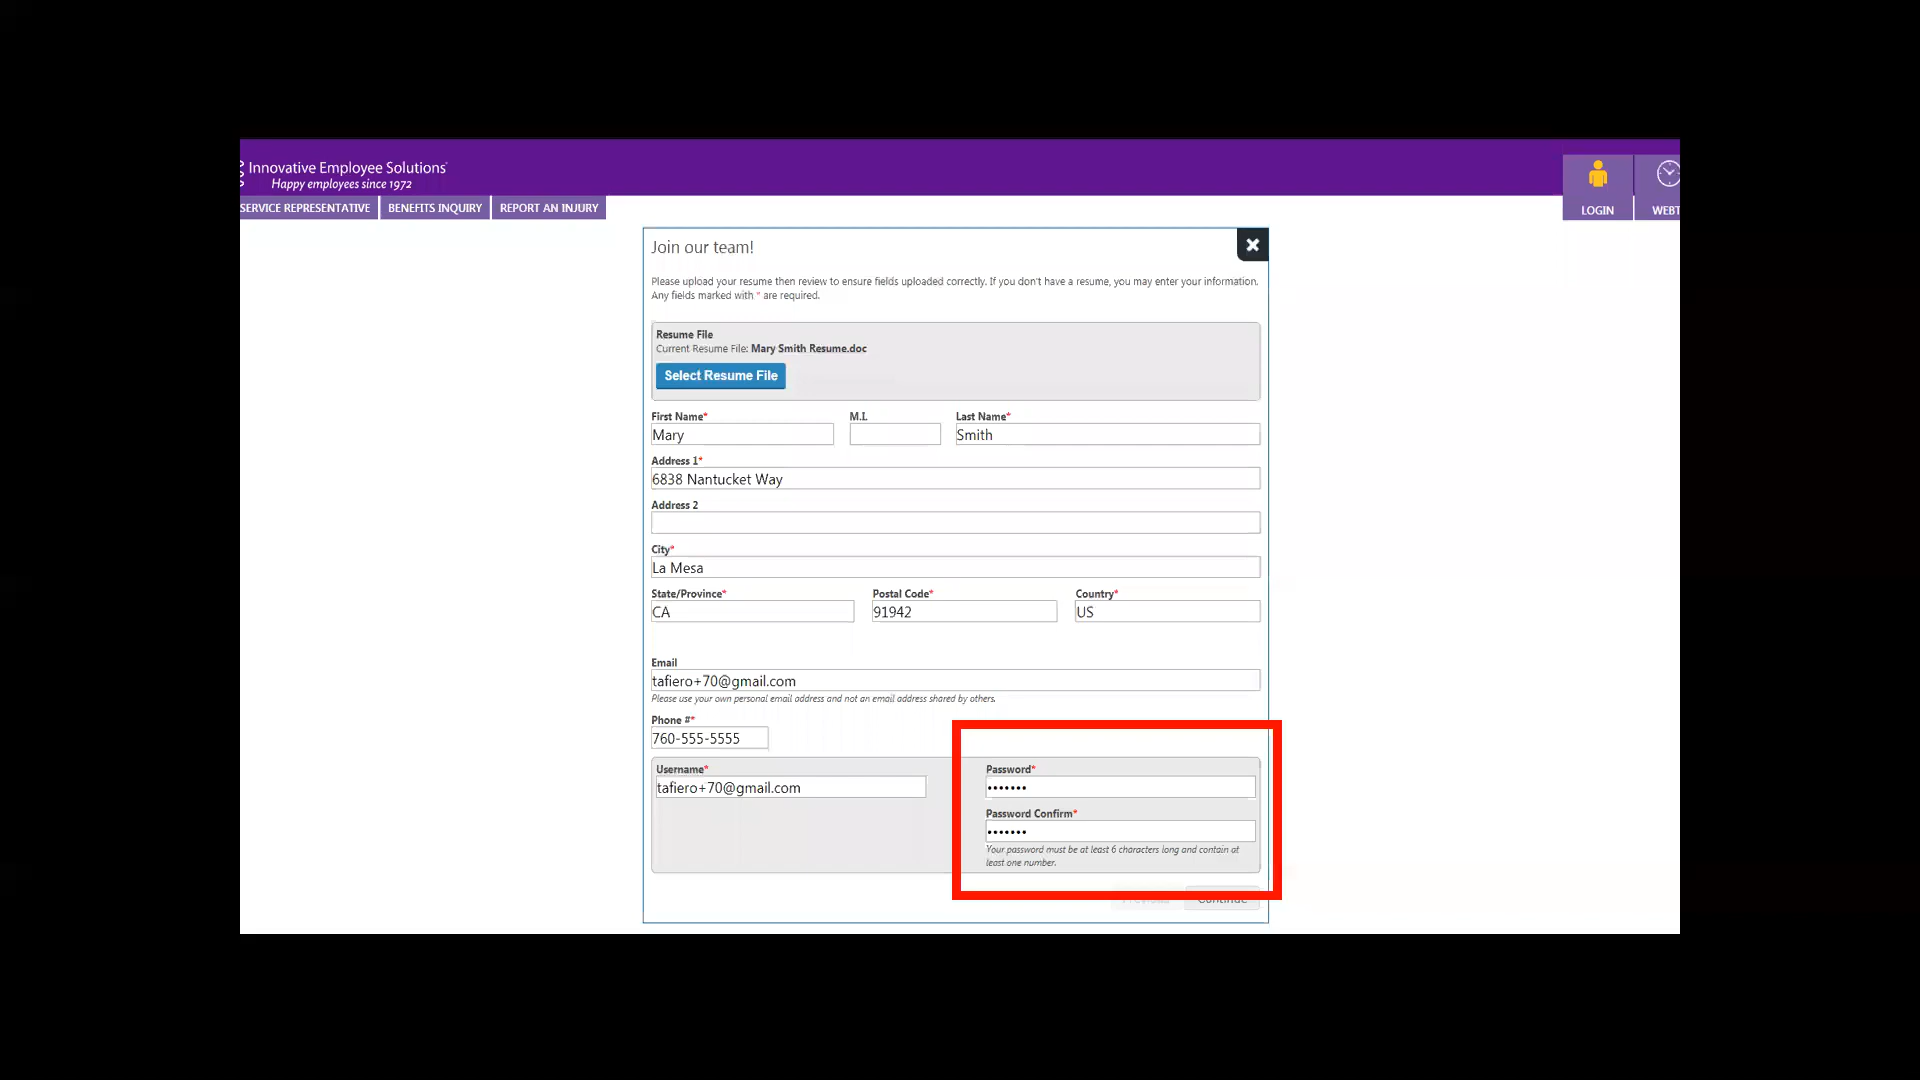 Innovative Employee Solutions
Happy employees since 1972
SERVICE REPRESENTATIVE BENEFITS INQUIRY REPORT AN INJURY
LOGIN WEBT
Join our team!
Please upload your resume then review to ensure fields uploaded correctly. If you don't have a resume, you may enter your information.
Any fields marked with * are required.
Resume File
Current Resume File: Mary Smith Resume.doc
Select Resume File
First Name* M.I. Last Name*
Mary Smith
Address 1*
6838 Nantucket Way
Address 2
City*
La Mesa
State/Province* Postal Code* Country*
CA 91942 US
Email
tafiero+70@gmail.com
Please use your own personal email address and not an email address shared by others.
Phone #*
760-555-5555
Username* Password*
tafiero+70@gmail.com •••••••
Password Confirm*
•••••••
Your password must be at least 6 characters long and contain at
least one number.
Previous Continue